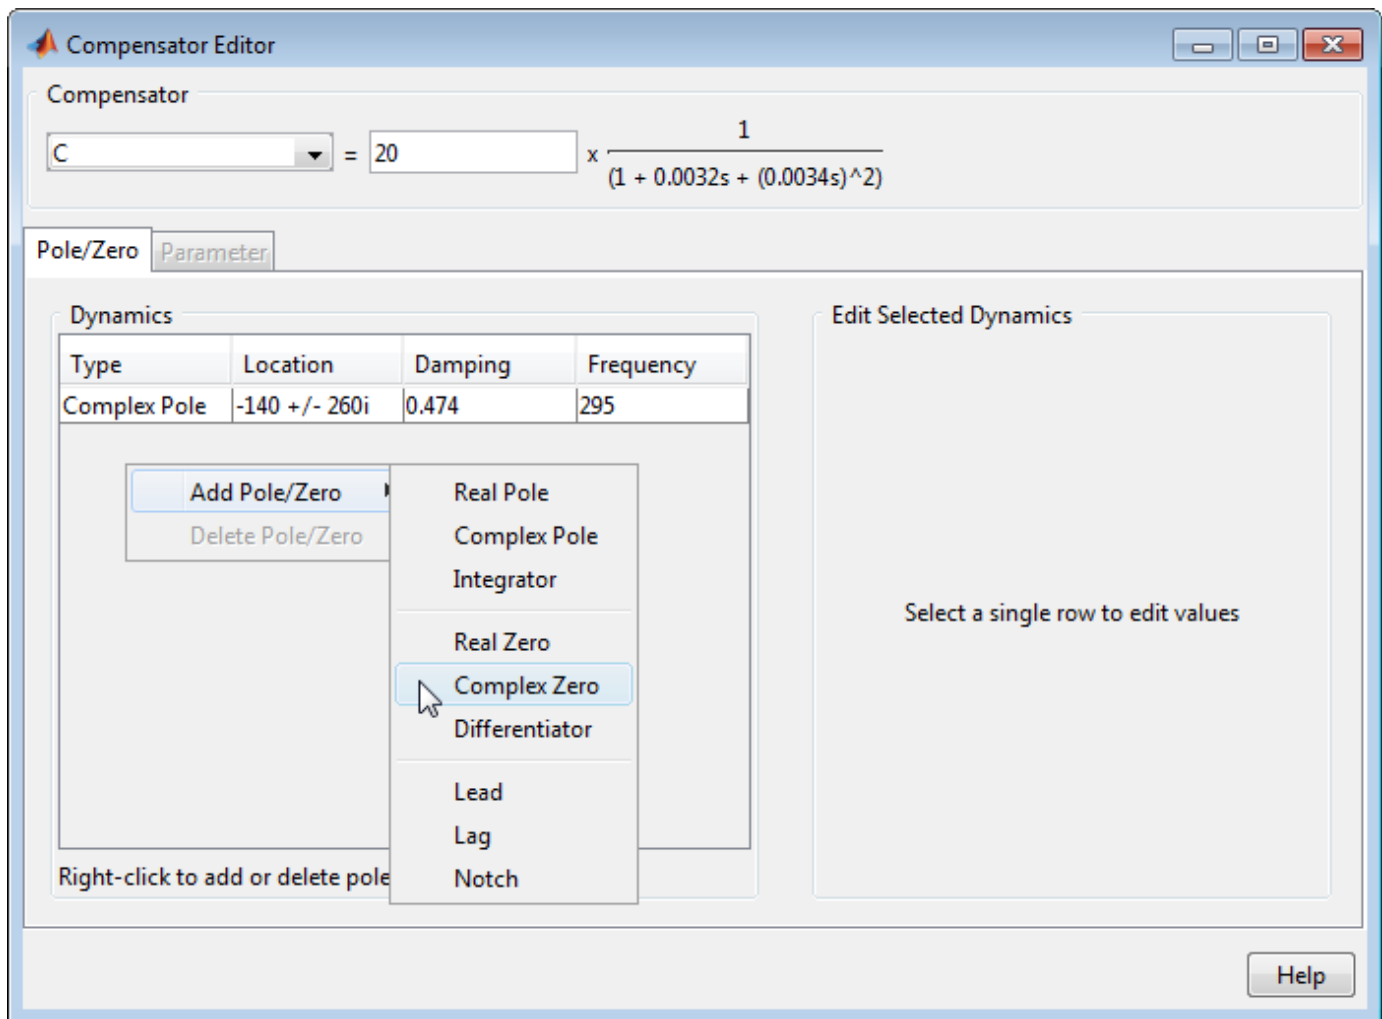 Compensator Editor
Compensator
C = 20 x 1
(1 + 0.0032s + (0.0034s)^2)
Pole/Zero Parameter
Dynamics
Type Location Damping Frequency
Complex Pole -140 +/- 260i 0.474 295
Add Pole/Zero
Delete Pole/Zero
Real Pole
Complex Pole
Integrator
Real Zero
Complex Zero
Differentiator
Lead
Lag
Notch
Right-click to add or delete pole
Edit Selected Dynamics
Select a single row to edit values
Help